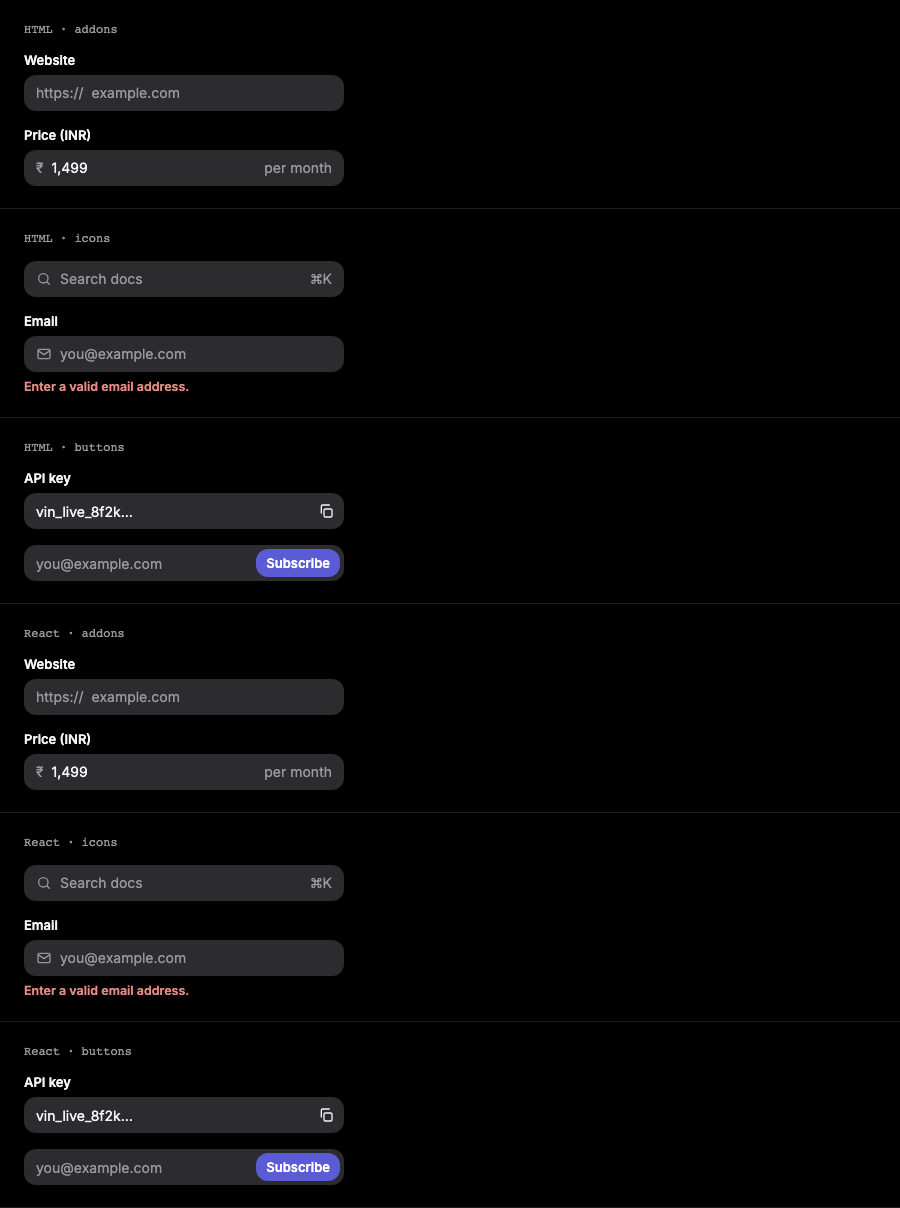 HTML · addons
Website
https:// example.com
Price (INR)
₹ 1,499 per month
HTML · icons
Search docs ⌘K
Email
you@example.com
Enter a valid email address.
HTML · buttons
API key
vin_live_8f2k...
you@example.com Subscribe
React · addons
Website
https:// example.com
Price (INR)
₹ 1,499 per month
React · icons
Search docs ⌘K
Email
you@example.com
Enter a valid email address.
React · buttons
API key
vin_live_8f2k...
you@example.com Subscribe